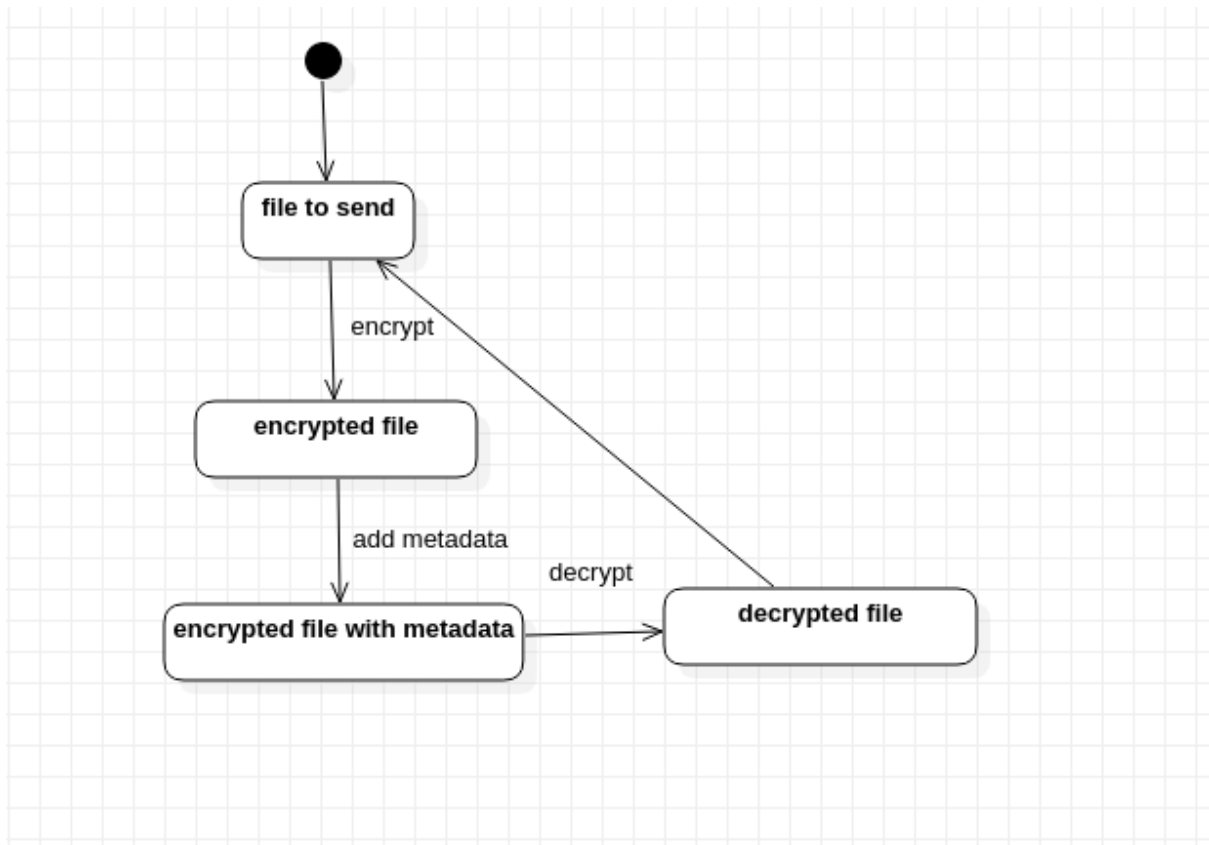 file to send
encrypt
encrypted file
add metadata
decrypt
encrypted file with metadata
decrypted file